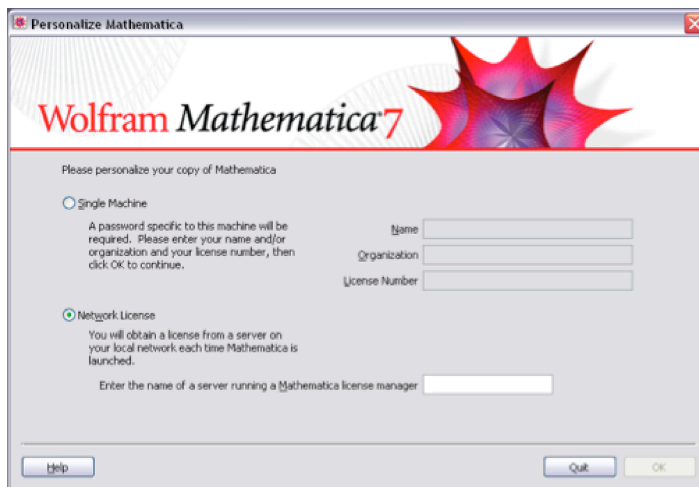 Personalize Mathematica
Wolfram Mathematica 7
Please personalize your copy of Mathematica
Single Machine
A password specific to this machine will be
required. Please enter your name and/or
organization and your license number, then
click OK to continue.
Name
Organization
License Number
Network License
You will obtain a license from a server on
your local network each time Mathematica is
launched.
Enter the name of a server running a Mathematica license manager
Help
Quit
OK